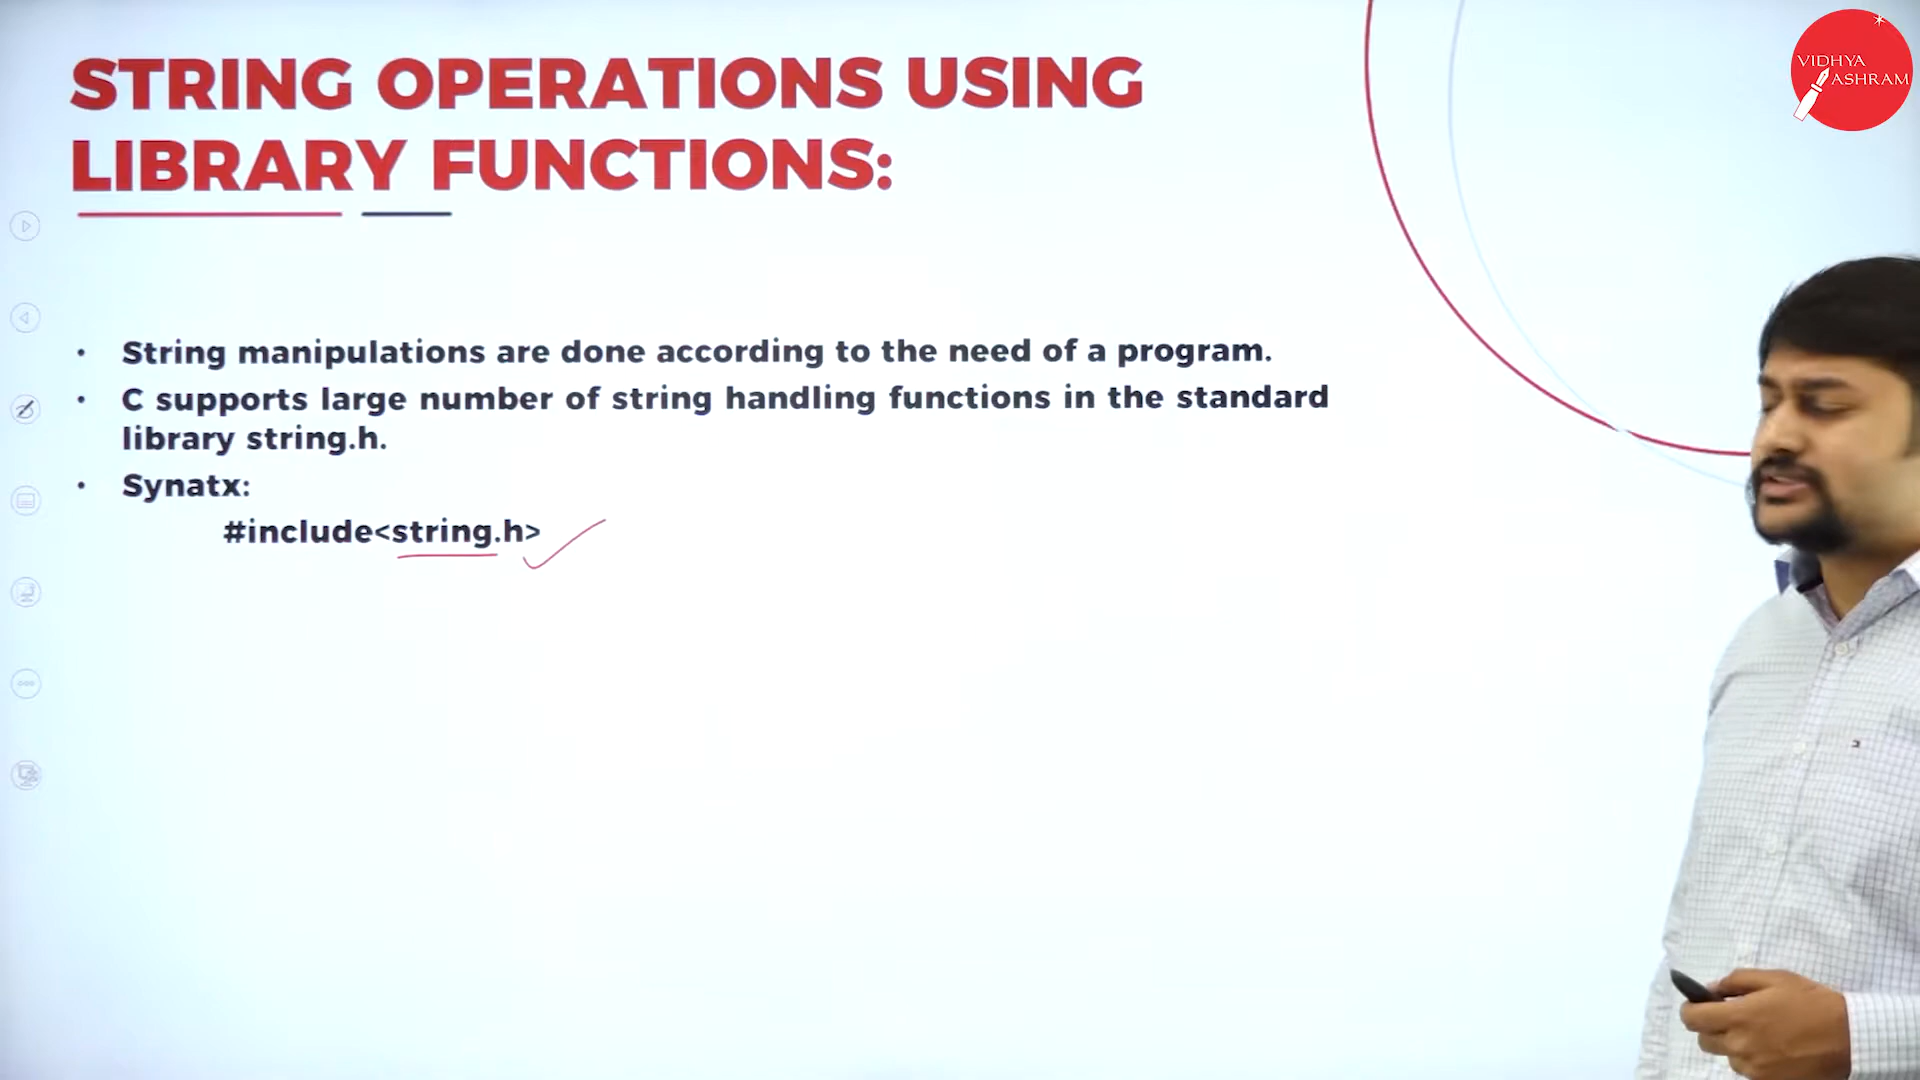 STRING OPERATIONS USING
LIBRARY FUNCTIONS:
• String manipulations are done according to the need of a program.
• C supports large number of string handling functions in the standard
library string.h.
• Synatx:
#include<string.h>
VIDHYA
ASHRAM